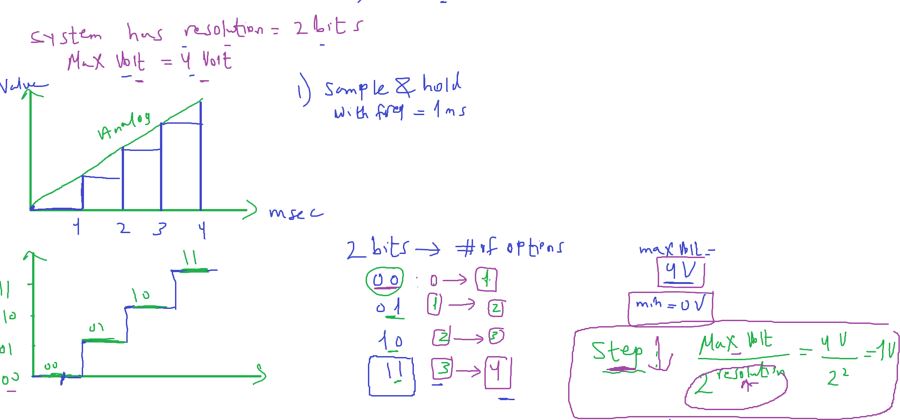 system has resolution = 2 bits
Max Volt = 4 Volt
Value
Analog
1 2 3 4
msec
1) Sample & hold
with freq = 1 ms
11
10
01
00
00
01
10
11
2 bits → # of options
00 : 0 → 1
01 1 → 2
10 2 → 3
11 3 → 4
max volt =
4V
min = 0V
Step ↓ Max Volt / 2^resolution = 4V / 2^2 = 1V